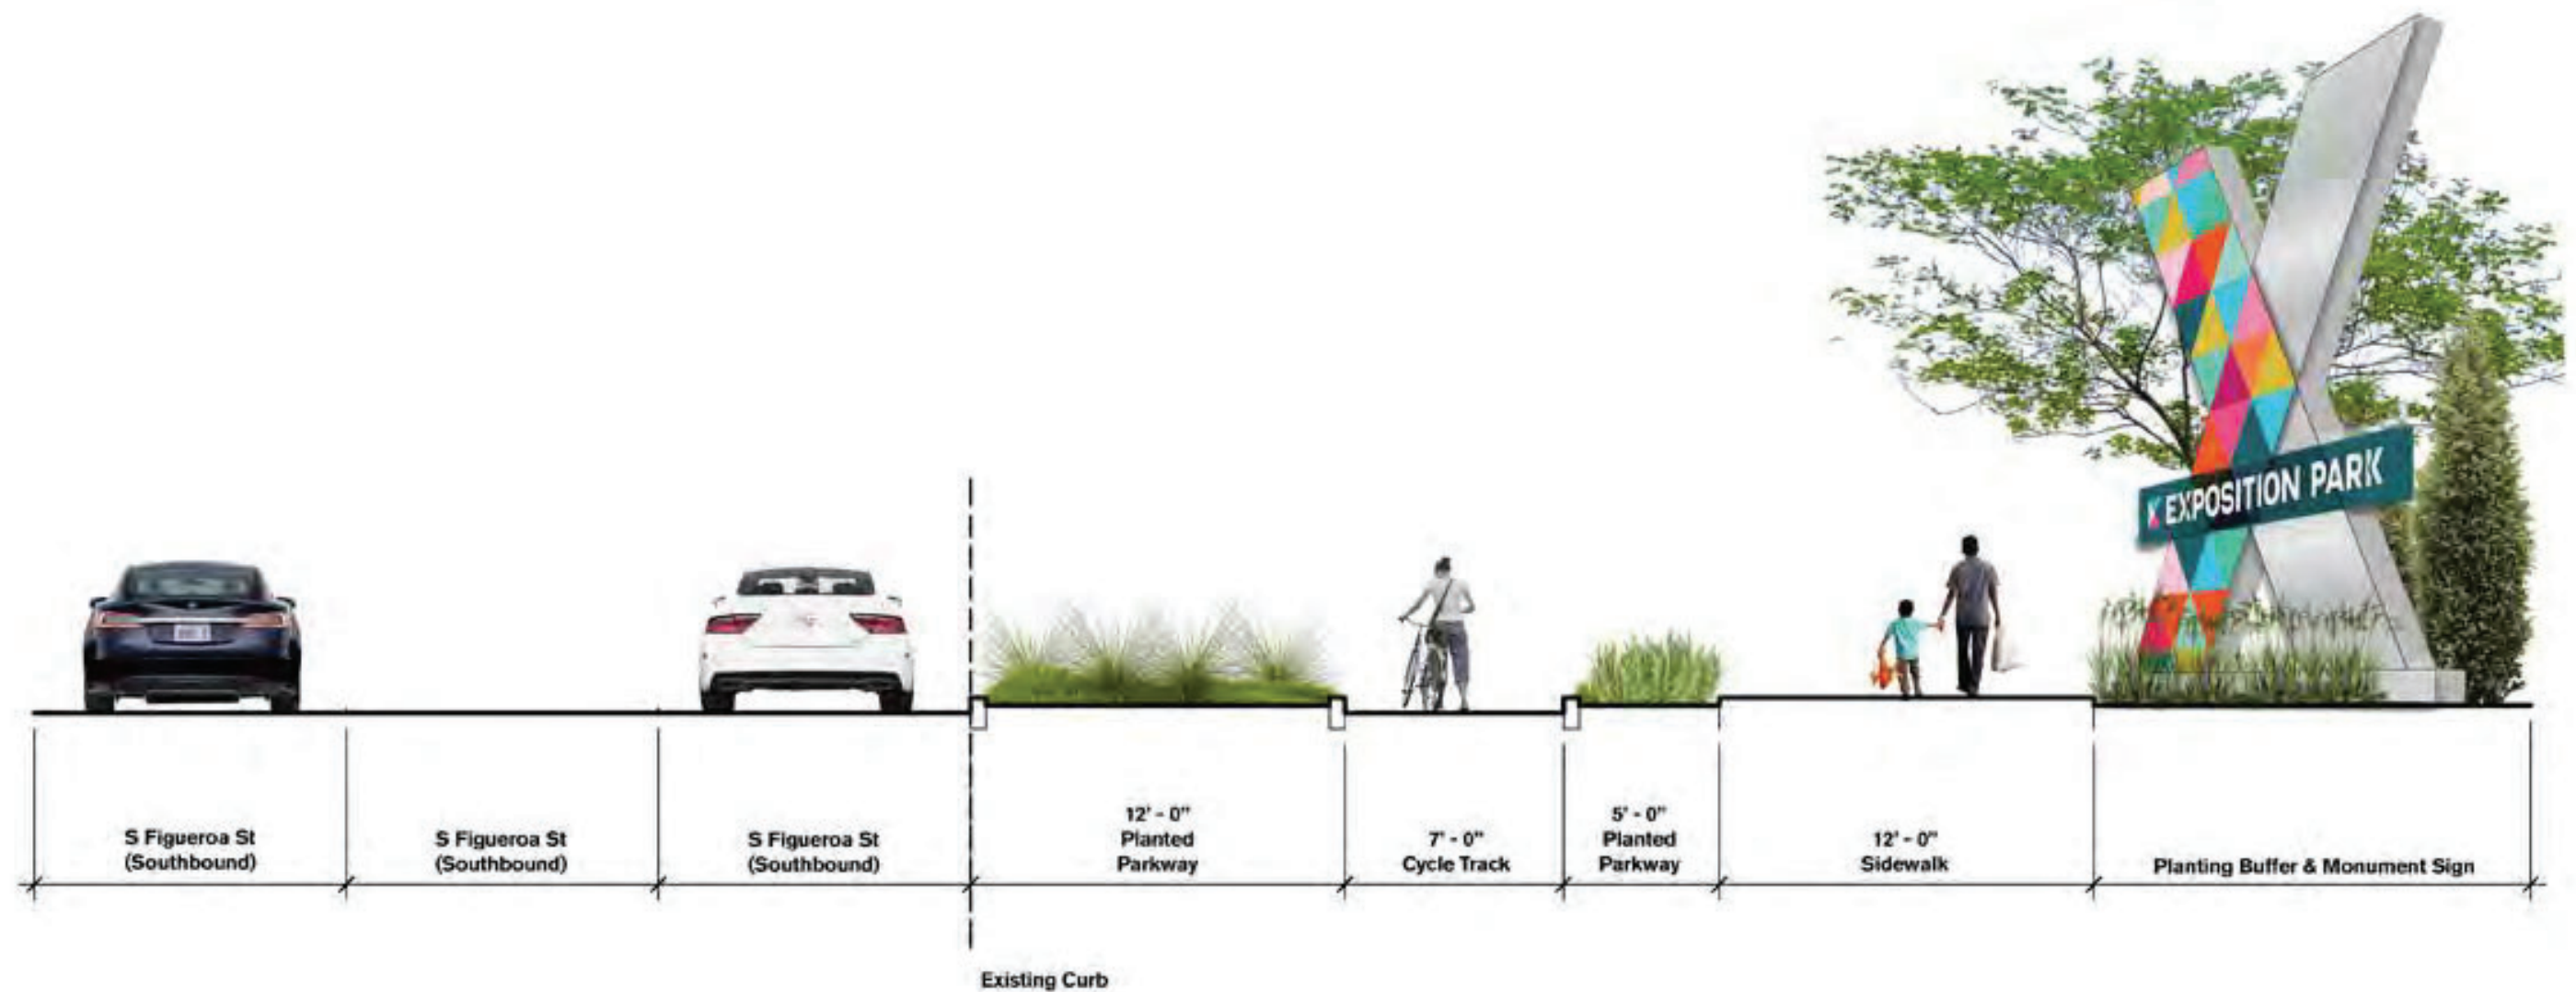 EXPOSITION PARK
S Figueroa St
(Southbound)
S Figueroa St
(Southbound)
S Figueroa St
(Southbound)
12' - 0"
Planted
Parkway
7' - 0"
Cycle Track
5' - 0"
Planted
Parkway
12' - 0"
Sidewalk
Planting Buffer & Monument Sign
Existing Curb